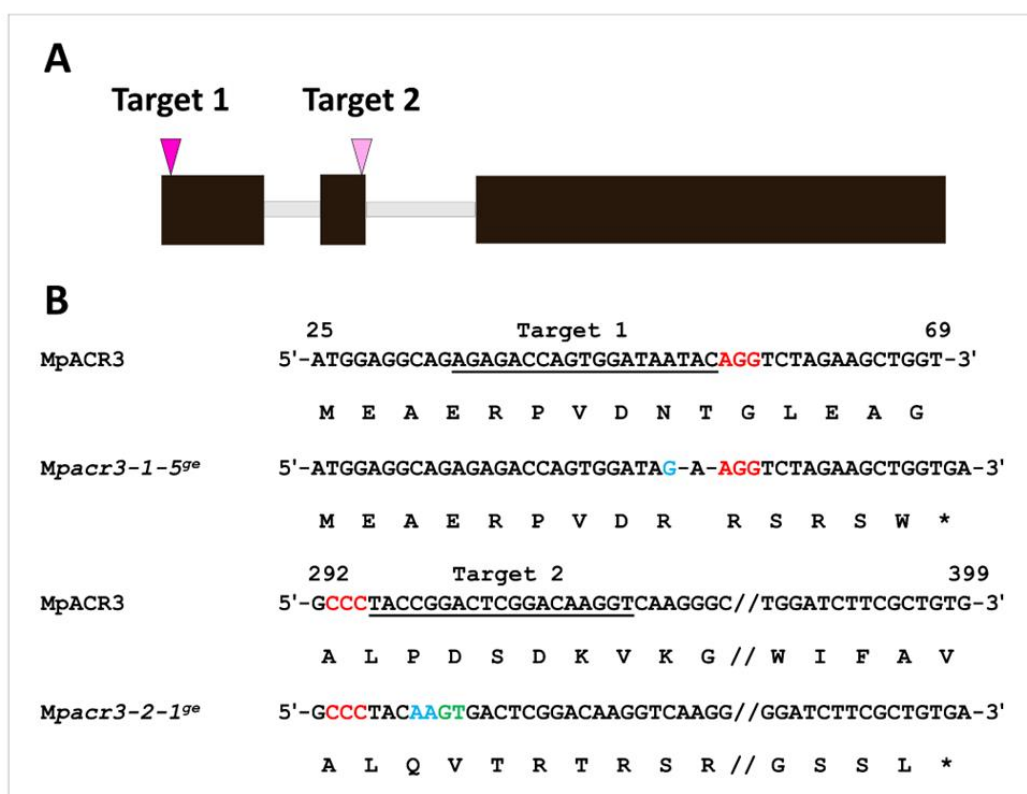 A
Target 1 Target 2
B
25 Target 1 69
MpACR3 5'-ATGGAGGCAGAGAGACCAGTGGATAATACAGGTCTAGAAGCTGGT-3'
M E A E R P V D N T G L E A G
Mpacr3-1-5ge 5'-ATGGAGGCAGAGAGACCAGTGGATAG-A-AGGTCTAGAAGCTGGTGA-3'
M E A E R P V D R R S R S W *
292 Target 2 399
MpACR3 5'-GCCCTACCGGACTCGGACAAGGTCAAGGGC//TGGATCTTCGCTGTG-3'
A L P D S D K V K G // W I F A V
Mpacr3-2-1ge 5'-GCCCTACAAGTGACTCGGACAAGGTCAAGG//GGATCTTCGCTGTGA-3'
A L Q V T R T R S R // G S S L *